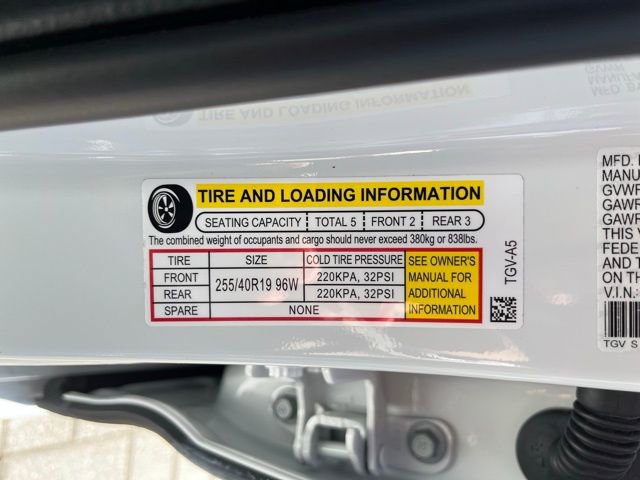 TIRE AND LOADING INFORMATION
SEATING CAPACITY TOTAL 5 FRONT 2 REAR 3
The combined weight of occupants and cargo should never exceed 380kg or 838lbs.
TIRE SIZE COLD TIRE PRESSURE
FRONT 255/40R19 96W 220KPA, 32PSI
REAR 220KPA, 32PSI
SPARE NONE
SEE OWNER'S
MANUAL FOR
ADDITIONAL
INFORMATION
TGV-A5
MFD.
MANU
GVWR
GAWR
GAWR
THIS V
FEDE
AND T
ON TH
V.I.N.:
TGV S